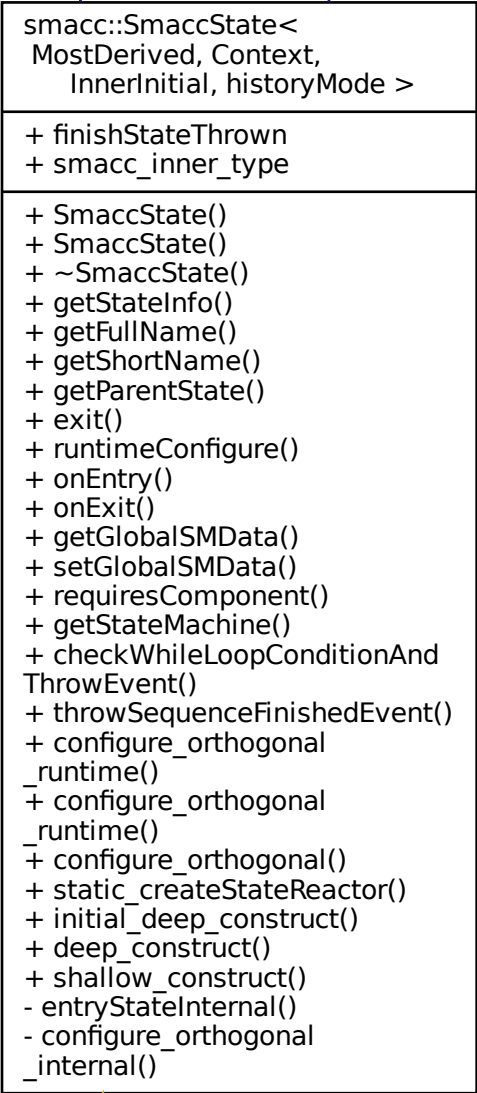 smacc::SmaccState<
MostDerived, Context,
InnerInitial, historyMode >
+ finishStateThrown
+ smacc_inner_type
+ SmaccState()
+ SmaccState()
+ ~SmaccState()
+ getStateInfo()
+ getFullName()
+ getShortName()
+ getParentState()
+ exit()
+ runtimeConfigure()
+ onEntry()
+ onExit()
+ getGlobalSMData()
+ setGlobalSMData()
+ requiresComponent()
+ getStateMachine()
+ checkWhileLoopConditionAnd
ThrowEvent()
+ throwSequenceFinishedEvent()
+ configure_orthogonal
_runtime()
+ configure_orthogonal
_runtime()
+ configure_orthogonal()
+ static_createStateReactor()
+ initial_deep_construct()
+ deep_construct()
+ shallow_construct()
- entryStateInternal()
- configure_orthogonal
_internal()